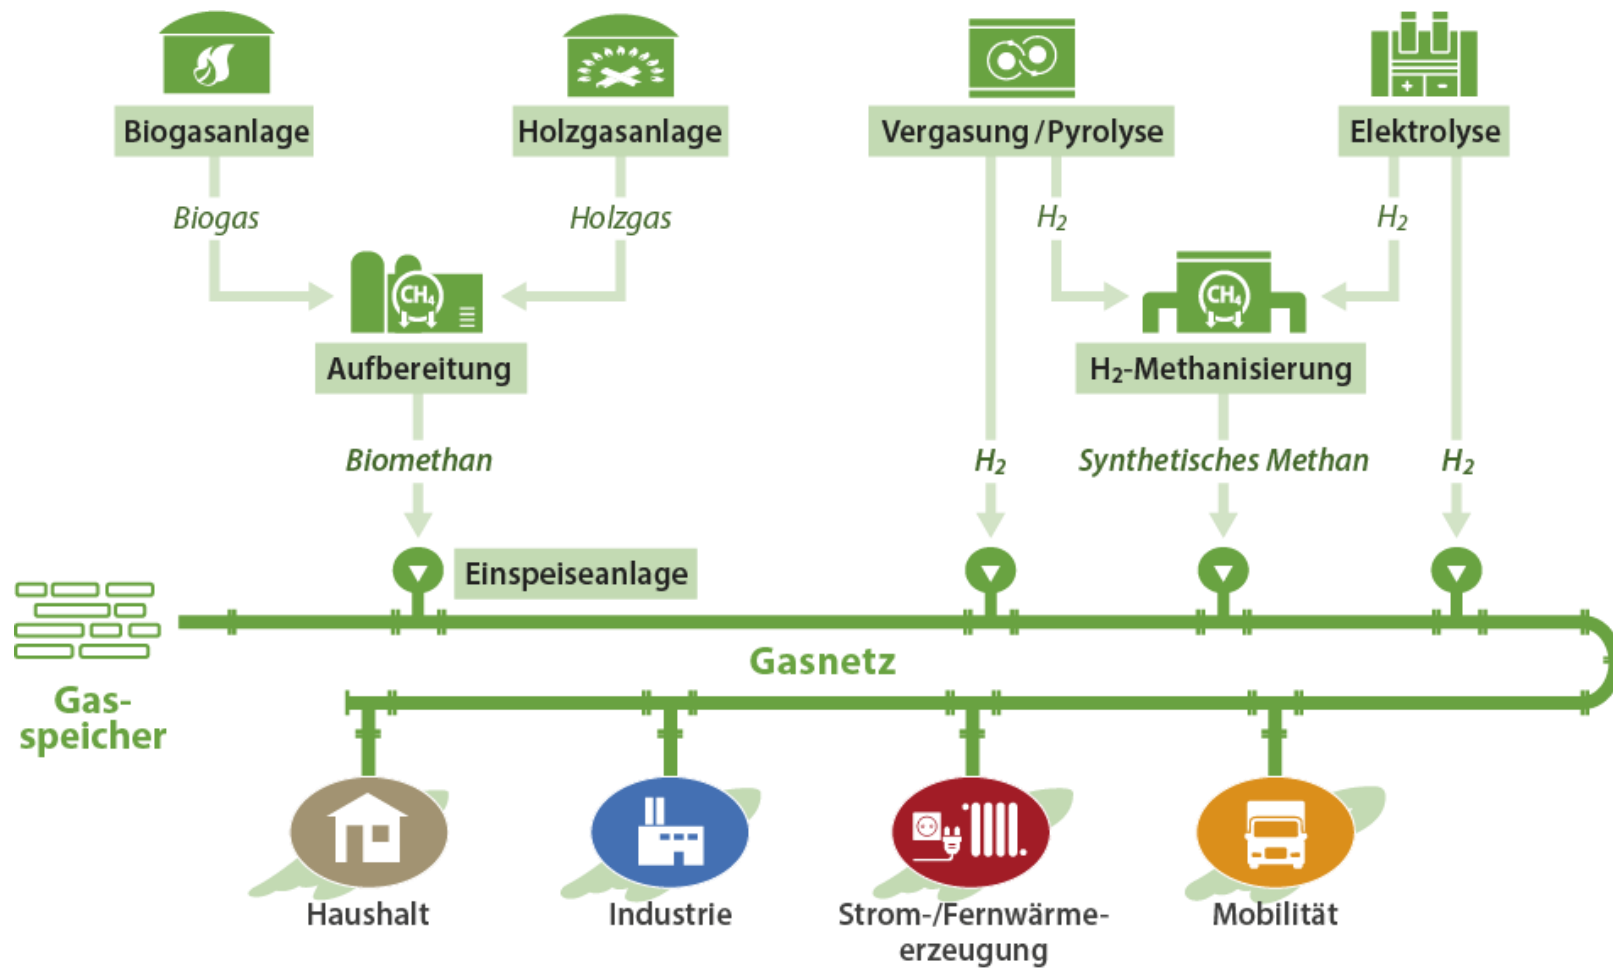 Biogasanlage
Holzgasanlage
Vergasung / Pyrolyse
Elektrolyse
Biogas
Holzgas
H₂
H₂
CH₄
CH₄
Aufbereitung
H₂-Methanisierung
Biomethan
H₂
Synthetisches Methan
H₂
Einspeiseanlage
Gasnetz
Gas-
speicher
Haushalt
Industrie
Strom-/Fernwärme-
erzeugung
Mobilität